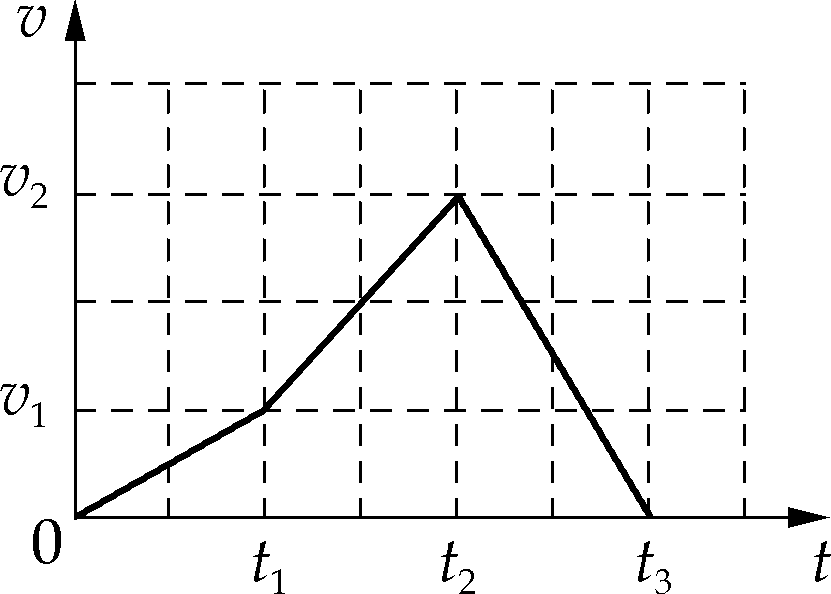 v
v₂
v₁
0
t₁
t₂
t₃
t